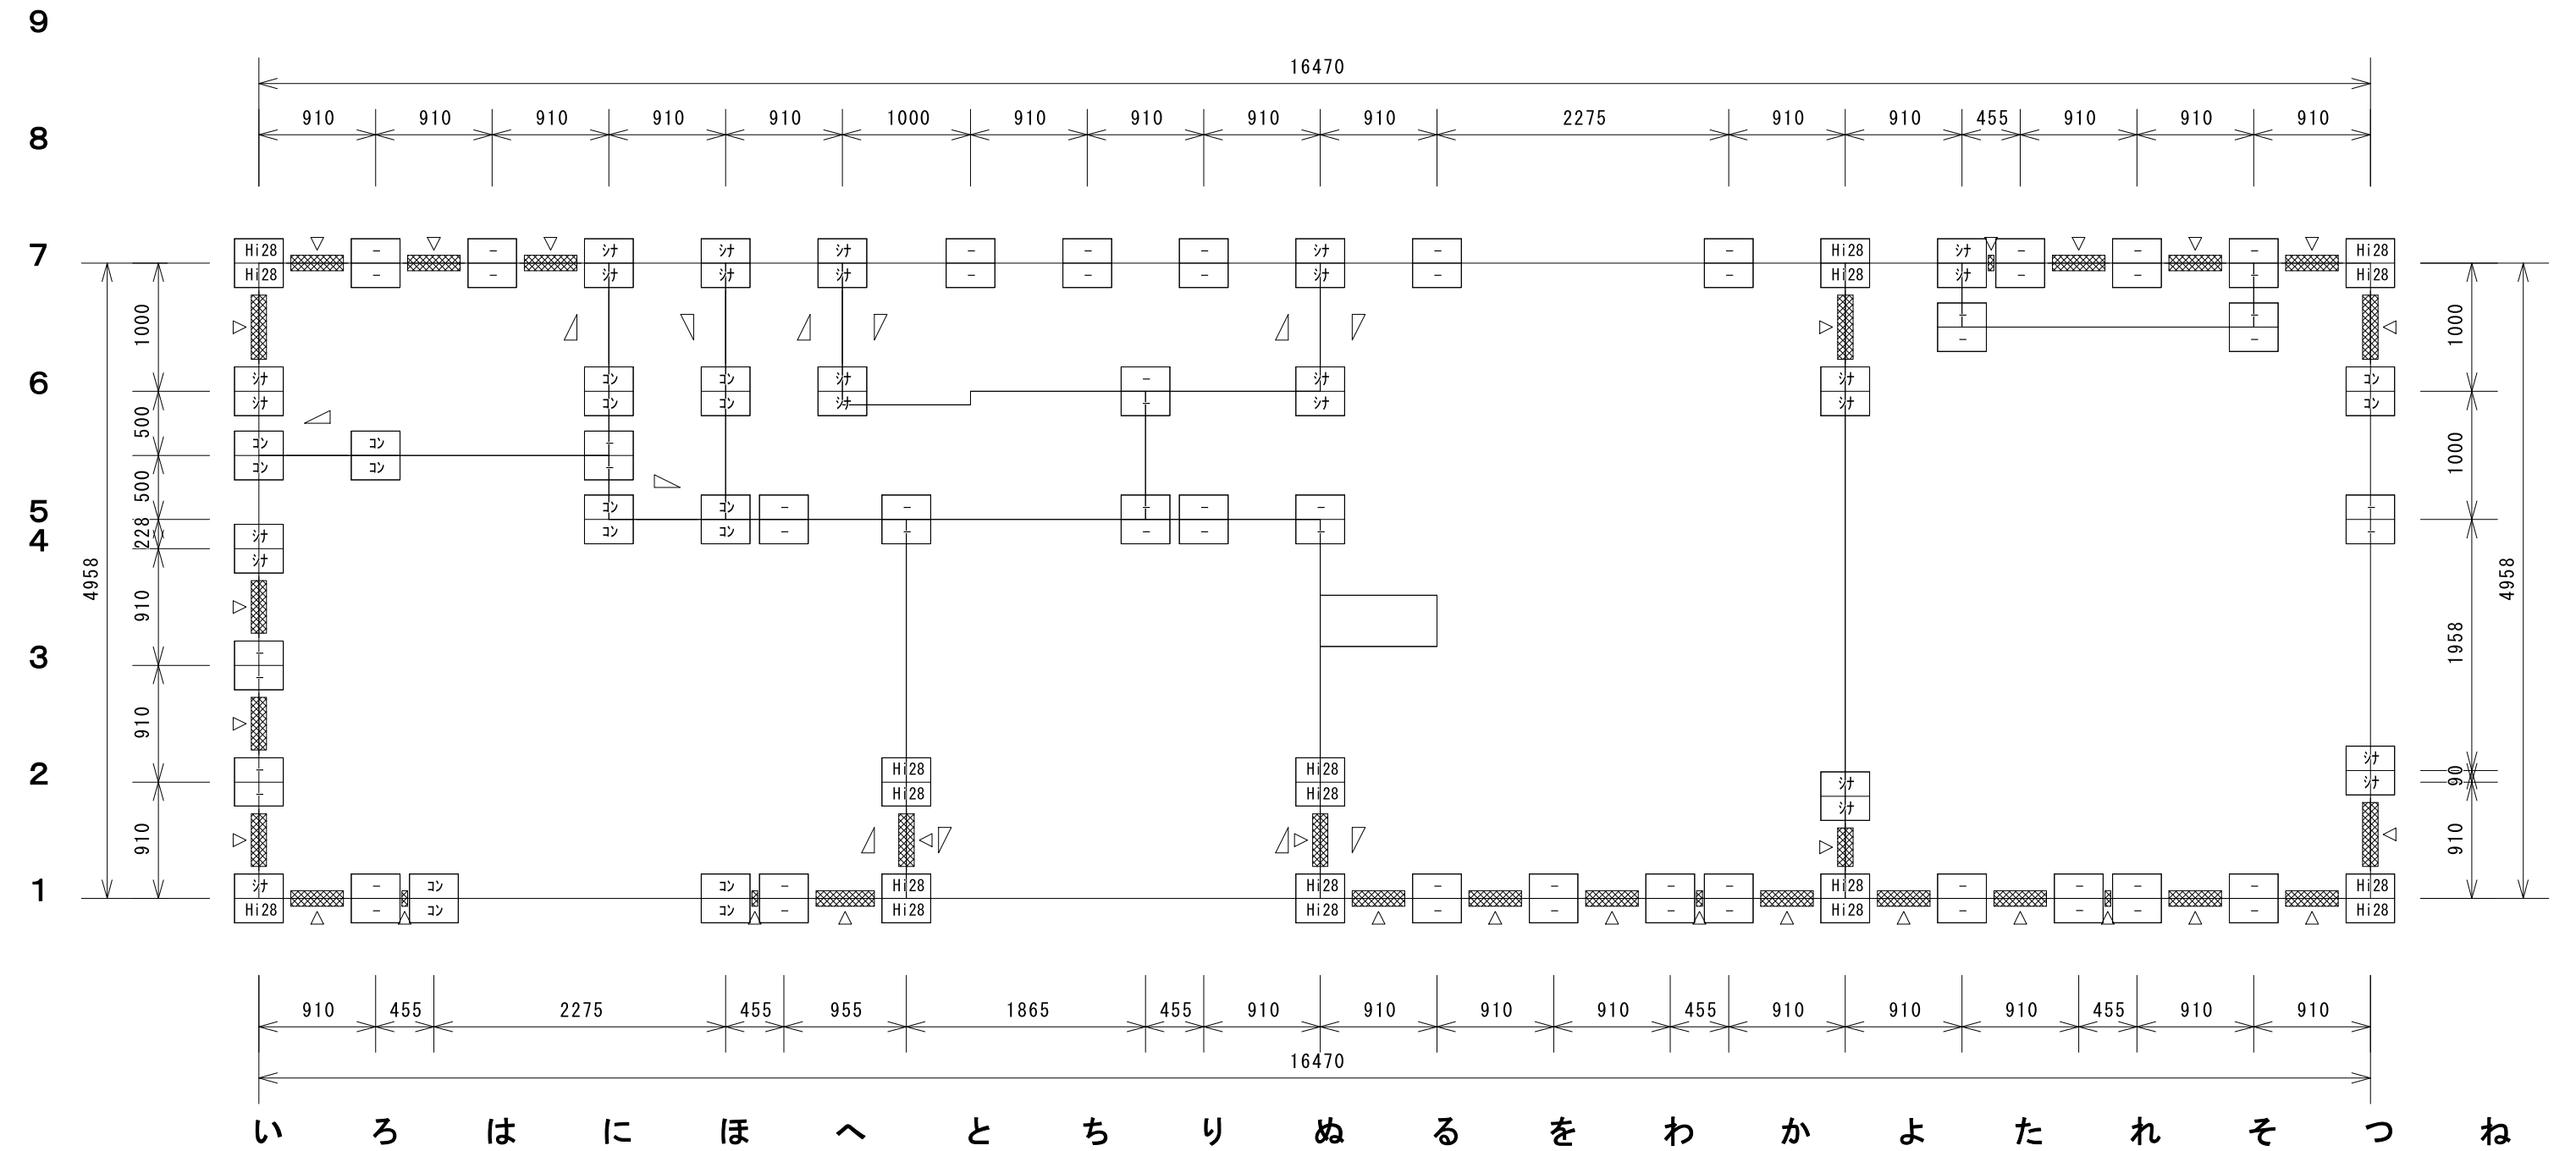 9
16470
8
910 910 910 910 910 1000 910 910 910 910 2275 910 910 455 910 910 910
7
Hi28 － － ｼﾅ ｼﾅ ｼﾅ － － － ｼﾅ － － Hi28 ｼﾅ － － － Hi28
Hi28 － － ｼﾅ ｼﾅ ｼﾅ － － － ｼﾅ － － Hi28 ｼﾅ － － － Hi28
1000
－ －
－ －
1000
6
ｼﾅ ｺﾝ ｺﾝ ｼﾅ － ｼﾅ ｼﾅ ｺﾝ
ｼﾅ ｺﾝ ｺﾝ ｼﾅ － ｼﾅ ｼﾅ ｺﾝ
500
ｺﾝ ｺﾝ －
ｺﾝ ｺﾝ －
1000
500
5
ｺﾝ ｺﾝ － － － － － －
ｺﾝ ｺﾝ － － － － － －
228
4
ｼﾅ
ｼﾅ
4958
910
4958
3
－
－
1958
910
2
－ Hi28 Hi28 ｼﾅ ｼﾅ
－ Hi28 Hi28 ｼﾅ ｼﾅ
90
910
910
1
ｼﾅ － ｺﾝ ｺﾝ － Hi28 Hi28 － － － － Hi28 － － － － Hi28
Hi28 － ｺﾝ ｺﾝ － Hi28 Hi28 － － － － Hi28 － － － － Hi28
910 455 2275 455 955 1865 455 910 910 910 910 455 910 910 910 455 910 910
16470
い ろ は に ほ へ と ち り ぬ る を わ か よ た れ そ つ ね